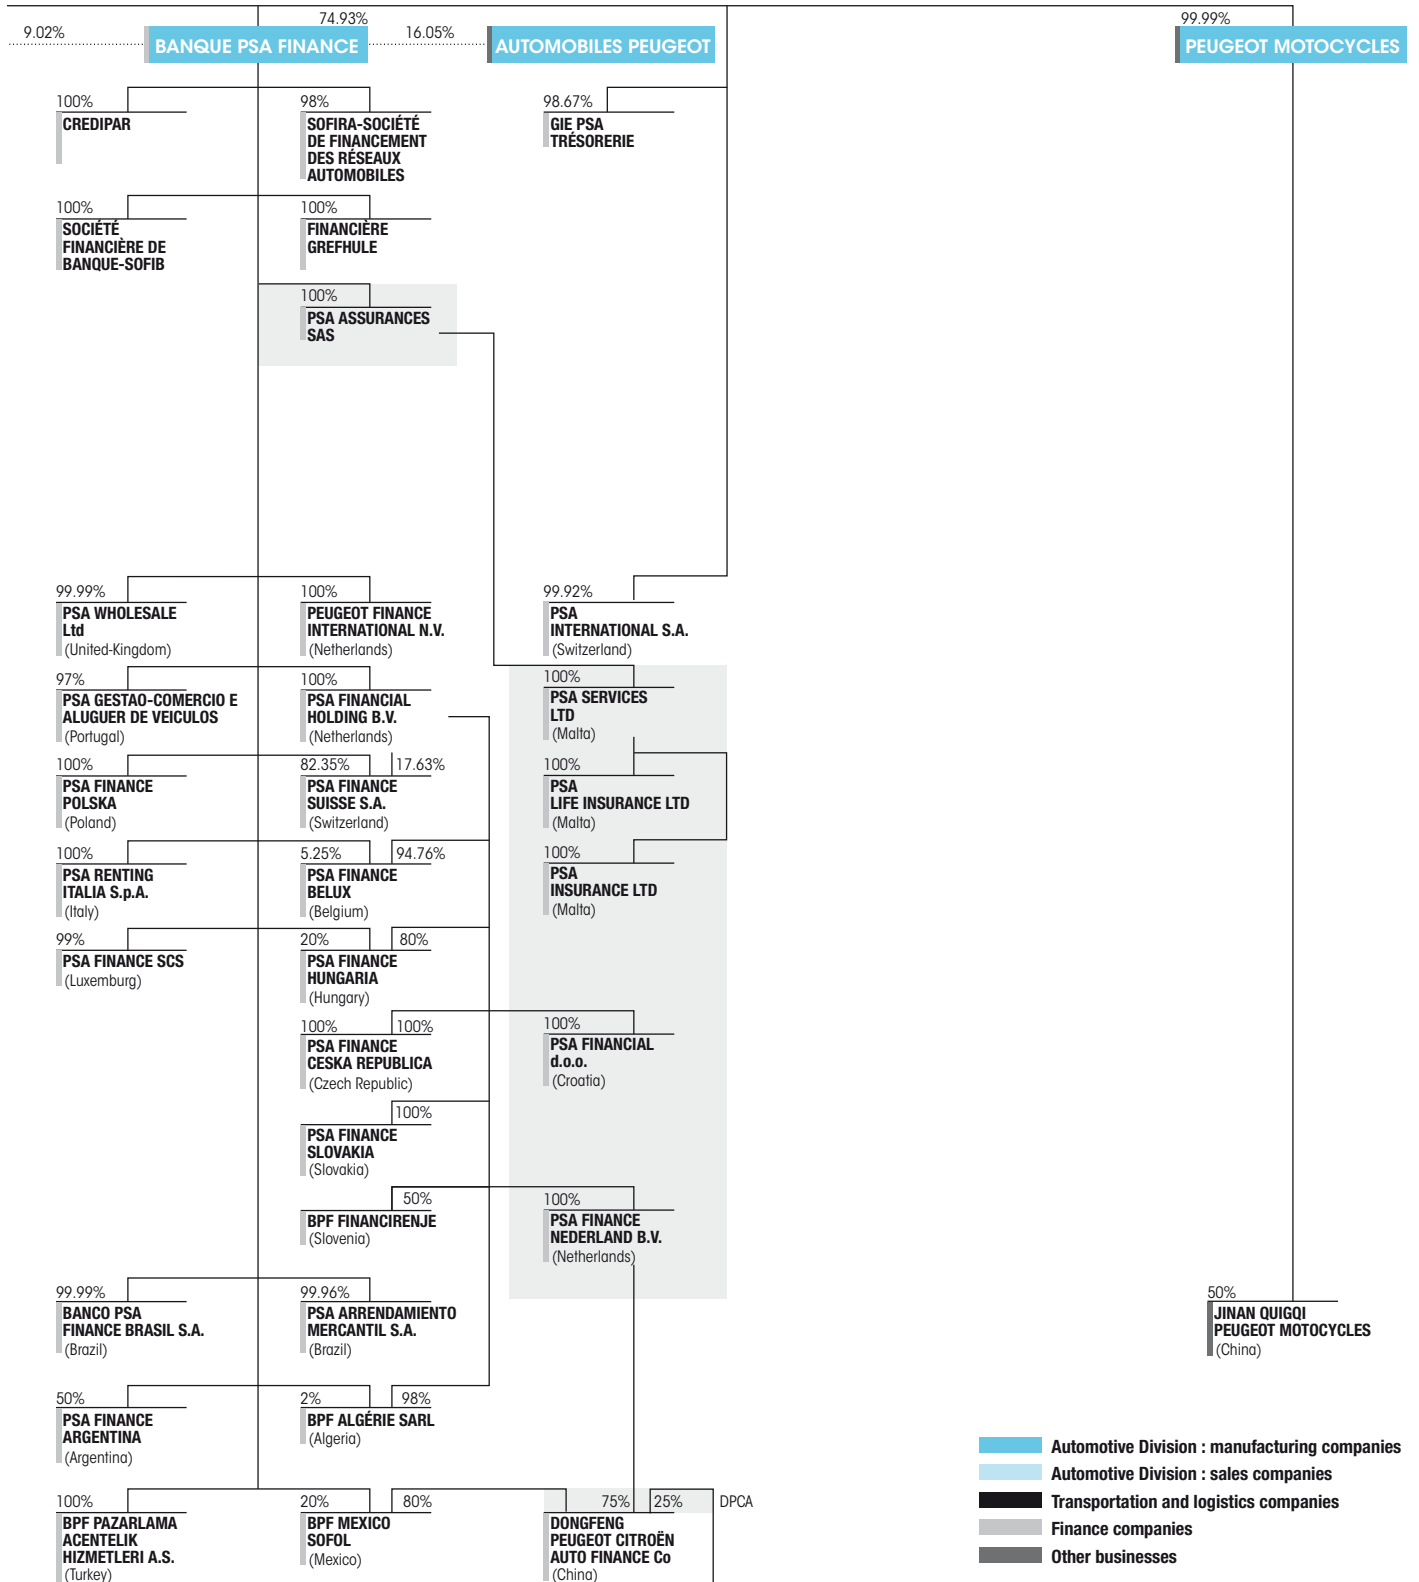 74.93%
99.99%
9.02%
BANQUE PSA FINANCE
16.05%
AUTOMOBILES PEUGEOT
PEUGEOT MOTOCYCLES
100%
CREDIPAR
98%
SOFIRA-SOCIÉTÉ
DE FINANCEMENT
DES RÉSEAUX
AUTOMOBILES
98.67%
GIE PSA
TRÉSORERIE
100%
SOCIÉTÉ
FINANCIÈRE DE
BANQUE-SOFIB
100%
FINANCIÈRE
GREFHULE
100%
PSA ASSURANCES
SAS
99.99%
PSA WHOLESALE
Ltd
(United-Kingdom)
100%
PEUGEOT FINANCE
INTERNATIONAL N.V.
(Netherlands)
99.92%
PSA
INTERNATIONAL S.A.
(Switzerland)
97%
PSA GESTAO-COMERCIO E
ALUGUER DE VEICULOS
(Portugal)
100%
PSA FINANCIAL
HOLDING B.V.
(Netherlands)
100%
PSA SERVICES
LTD
(Malta)
100%
PSA FINANCE
POLSKA
(Poland)
82.35%
17.63%
PSA FINANCE
SUISSE S.A.
(Switzerland)
100%
PSA
LIFE INSURANCE LTD
(Malta)
100%
PSA RENTING
ITALIA S.p.A.
(Italy)
5.25%
94.76%
PSA FINANCE
BELUX
(Belgium)
100%
PSA
INSURANCE LTD
(Malta)
99%
PSA FINANCE SCS
(Luxemburg)
20%
80%
PSA FINANCE
HUNGARIA
(Hungary)
100%
100%
PSA FINANCE
CESKA REPUBLICA
(Czech Republic)
100%
PSA FINANCIAL
d.o.o.
(Croatia)
100%
PSA FINANCE
SLOVAKIA
(Slovakia)
50%
BPF FINANCIRENJE
(Slovenia)
100%
PSA FINANCE
NEDERLAND B.V.
(Netherlands)
99.99%
BANCO PSA
FINANCE BRASIL S.A.
(Brazil)
99.96%
PSA ARRENDAMIENTO
MERCANTIL S.A.
(Brazil)
50%
JINAN QUIGQI
PEUGEOT MOTOCYCLES
(China)
50%
PSA FINANCE
ARGENTINA
(Argentina)
2%
98%
BPF ALGÉRIE SARL
(Algeria)
100%
BPF PAZARLAMA
ACENTELIK
HIZMETLERI A.S.
(Turkey)
20%
80%
BPF MEXICO
SOFOL
(Mexico)
75%
25%
DPCA
DONGFENG
PEUGEOT CITROËN
AUTO FINANCE Co
(China)
Automotive Division : manufacturing companies
Automotive Division : sales companies
Transportation and logistics companies
Finance companies
Other businesses